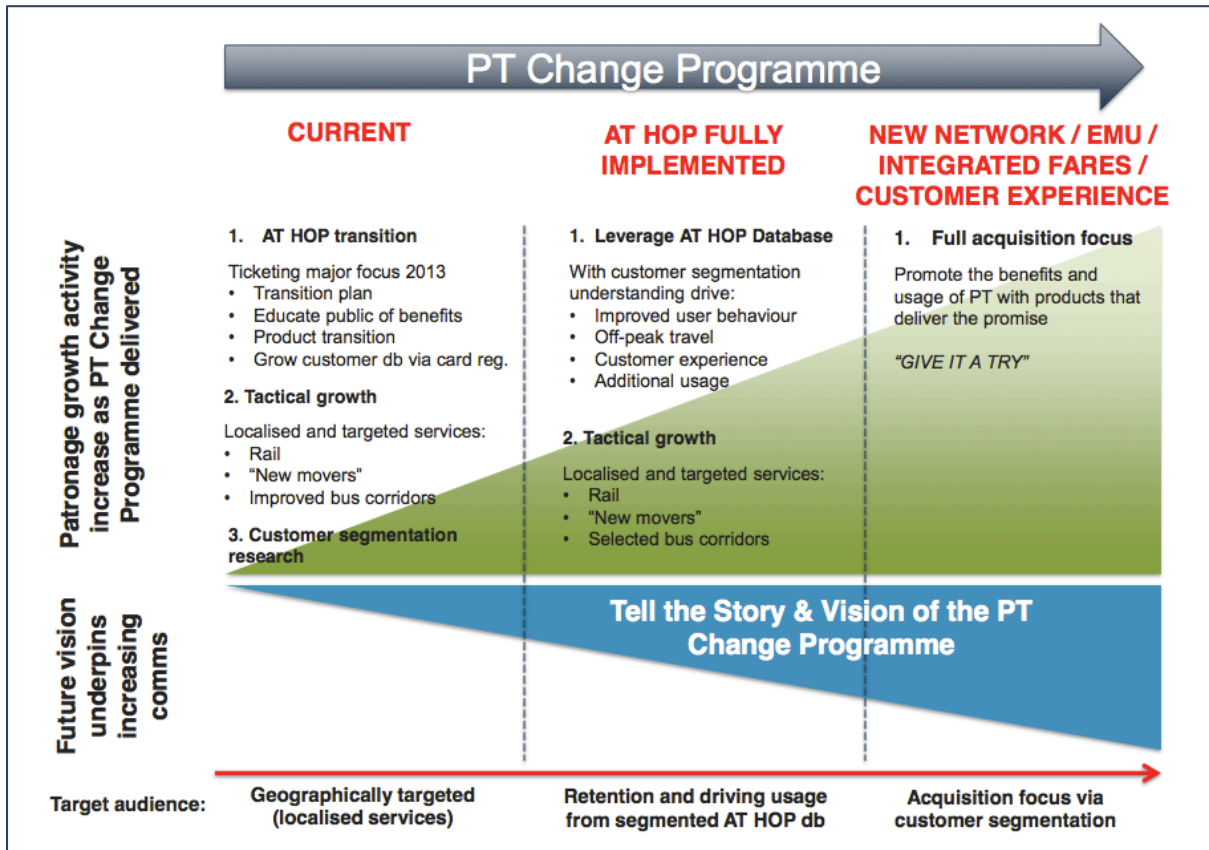 PT Change Programme
CURRENT
AT HOP FULLY
IMPLEMENTED
NEW NETWORK / EMU /
INTEGRATED FARES /
CUSTOMER EXPERIENCE
Patronage growth activity
increase as PT Change
Programme delivered
1. AT HOP transition
Ticketing major focus 2013
• Transition plan
• Educate public of benefits
• Product transition
• Grow customer db via card reg.
2. Tactical growth
Localised and targeted services:
• Rail
• "New movers"
• Improved bus corridors
3. Customer segmentation
research
1. Leverage AT HOP Database
With customer segmentation
understanding drive:
• Improved user behaviour
• Off-peak travel
• Customer experience
• Additional usage
2. Tactical growth
Localised and targeted services:
• Rail
• "New movers"
• Selected bus corridors
1. Full acquisition focus
Promote the benefits and
usage of PT with products that
deliver the promise
"GIVE IT A TRY"
Future vision
underpins
increasing
comms
Tell the Story & Vision of the PT
Change Programme
Target audience:
Geographically targeted
(localised services)
Retention and driving usage
from segmented AT HOP db
Acquisition focus via
customer segmentation